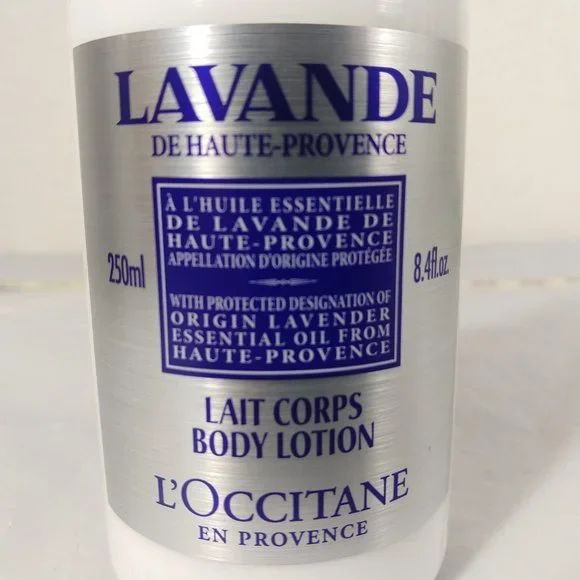 LAVANDE
DE HAUTE-PROVENCE
À L'HUILE ESSENTIELLE
DE LAVANDE DE
HAUTE-PROVENCE
APPELLATION D'ORIGINE PROTÉGÉE
250ml
8.4fl.oz.
WITH PROTECTED DESIGNATION OF
ORIGIN LAVENDER
ESSENTIAL OIL FROM
HAUTE-PROVENCE
LAIT CORPS
BODY LOTION
L'OCCITANE
EN PROVENCE